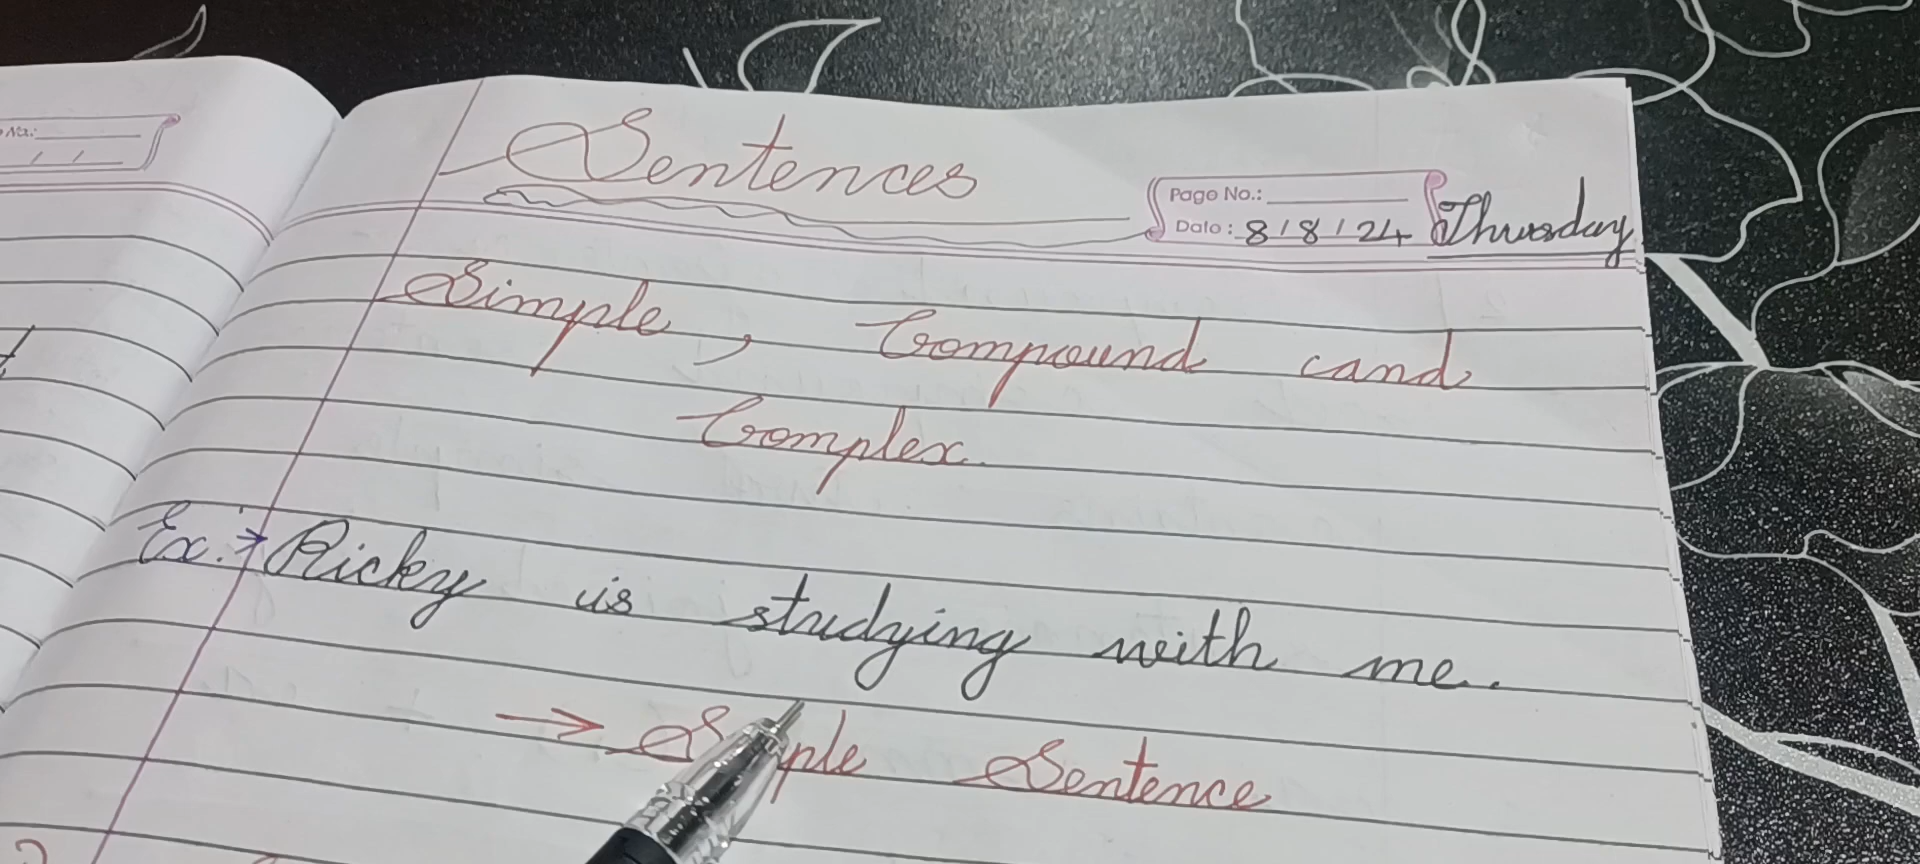 Sentences
No.:
Page No.:
Date: 8/8/24 Thursday
Simple, Compound and
Complex.
Ex.:→ Ricky is studying with me.
→ Sentence